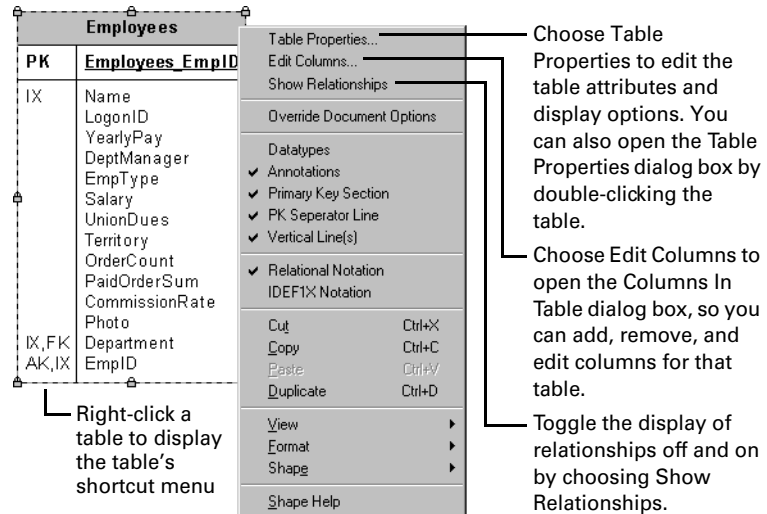 Employees
PK Employees_EmpID
IX Name
LogonID
YearlyPay
DeptManager
EmpType
Salary
UnionDues
Territory
OrderCount
PaidOrderSum
CommissionRate
Photo
IX,FK Department
AK,IX EmpID
Right-click a
table to display
the table's
shortcut menu
Table Properties...
Edit Columns...
Show Relationships
Override Document Options
Datatypes
Annotations
Primary Key Section
PK Seperator Line
Vertical Line(s)
Relational Notation
IDEF1X Notation
Cut Ctrl+X
Copy Ctrl+C
Paste Ctrl+V
Duplicate Ctrl+D
View
Format
Shape
Shape Help
Choose Table
Properties to edit the
table attributes and
display options. You
can also open the Table
Properties dialog box by
double-clicking the
table.
Choose Edit Columns to
open the Columns In
Table dialog box, so you
can add, remove, and
edit columns for that
table.
Toggle the display of
relationships off and on
by choosing Show
Relationships.